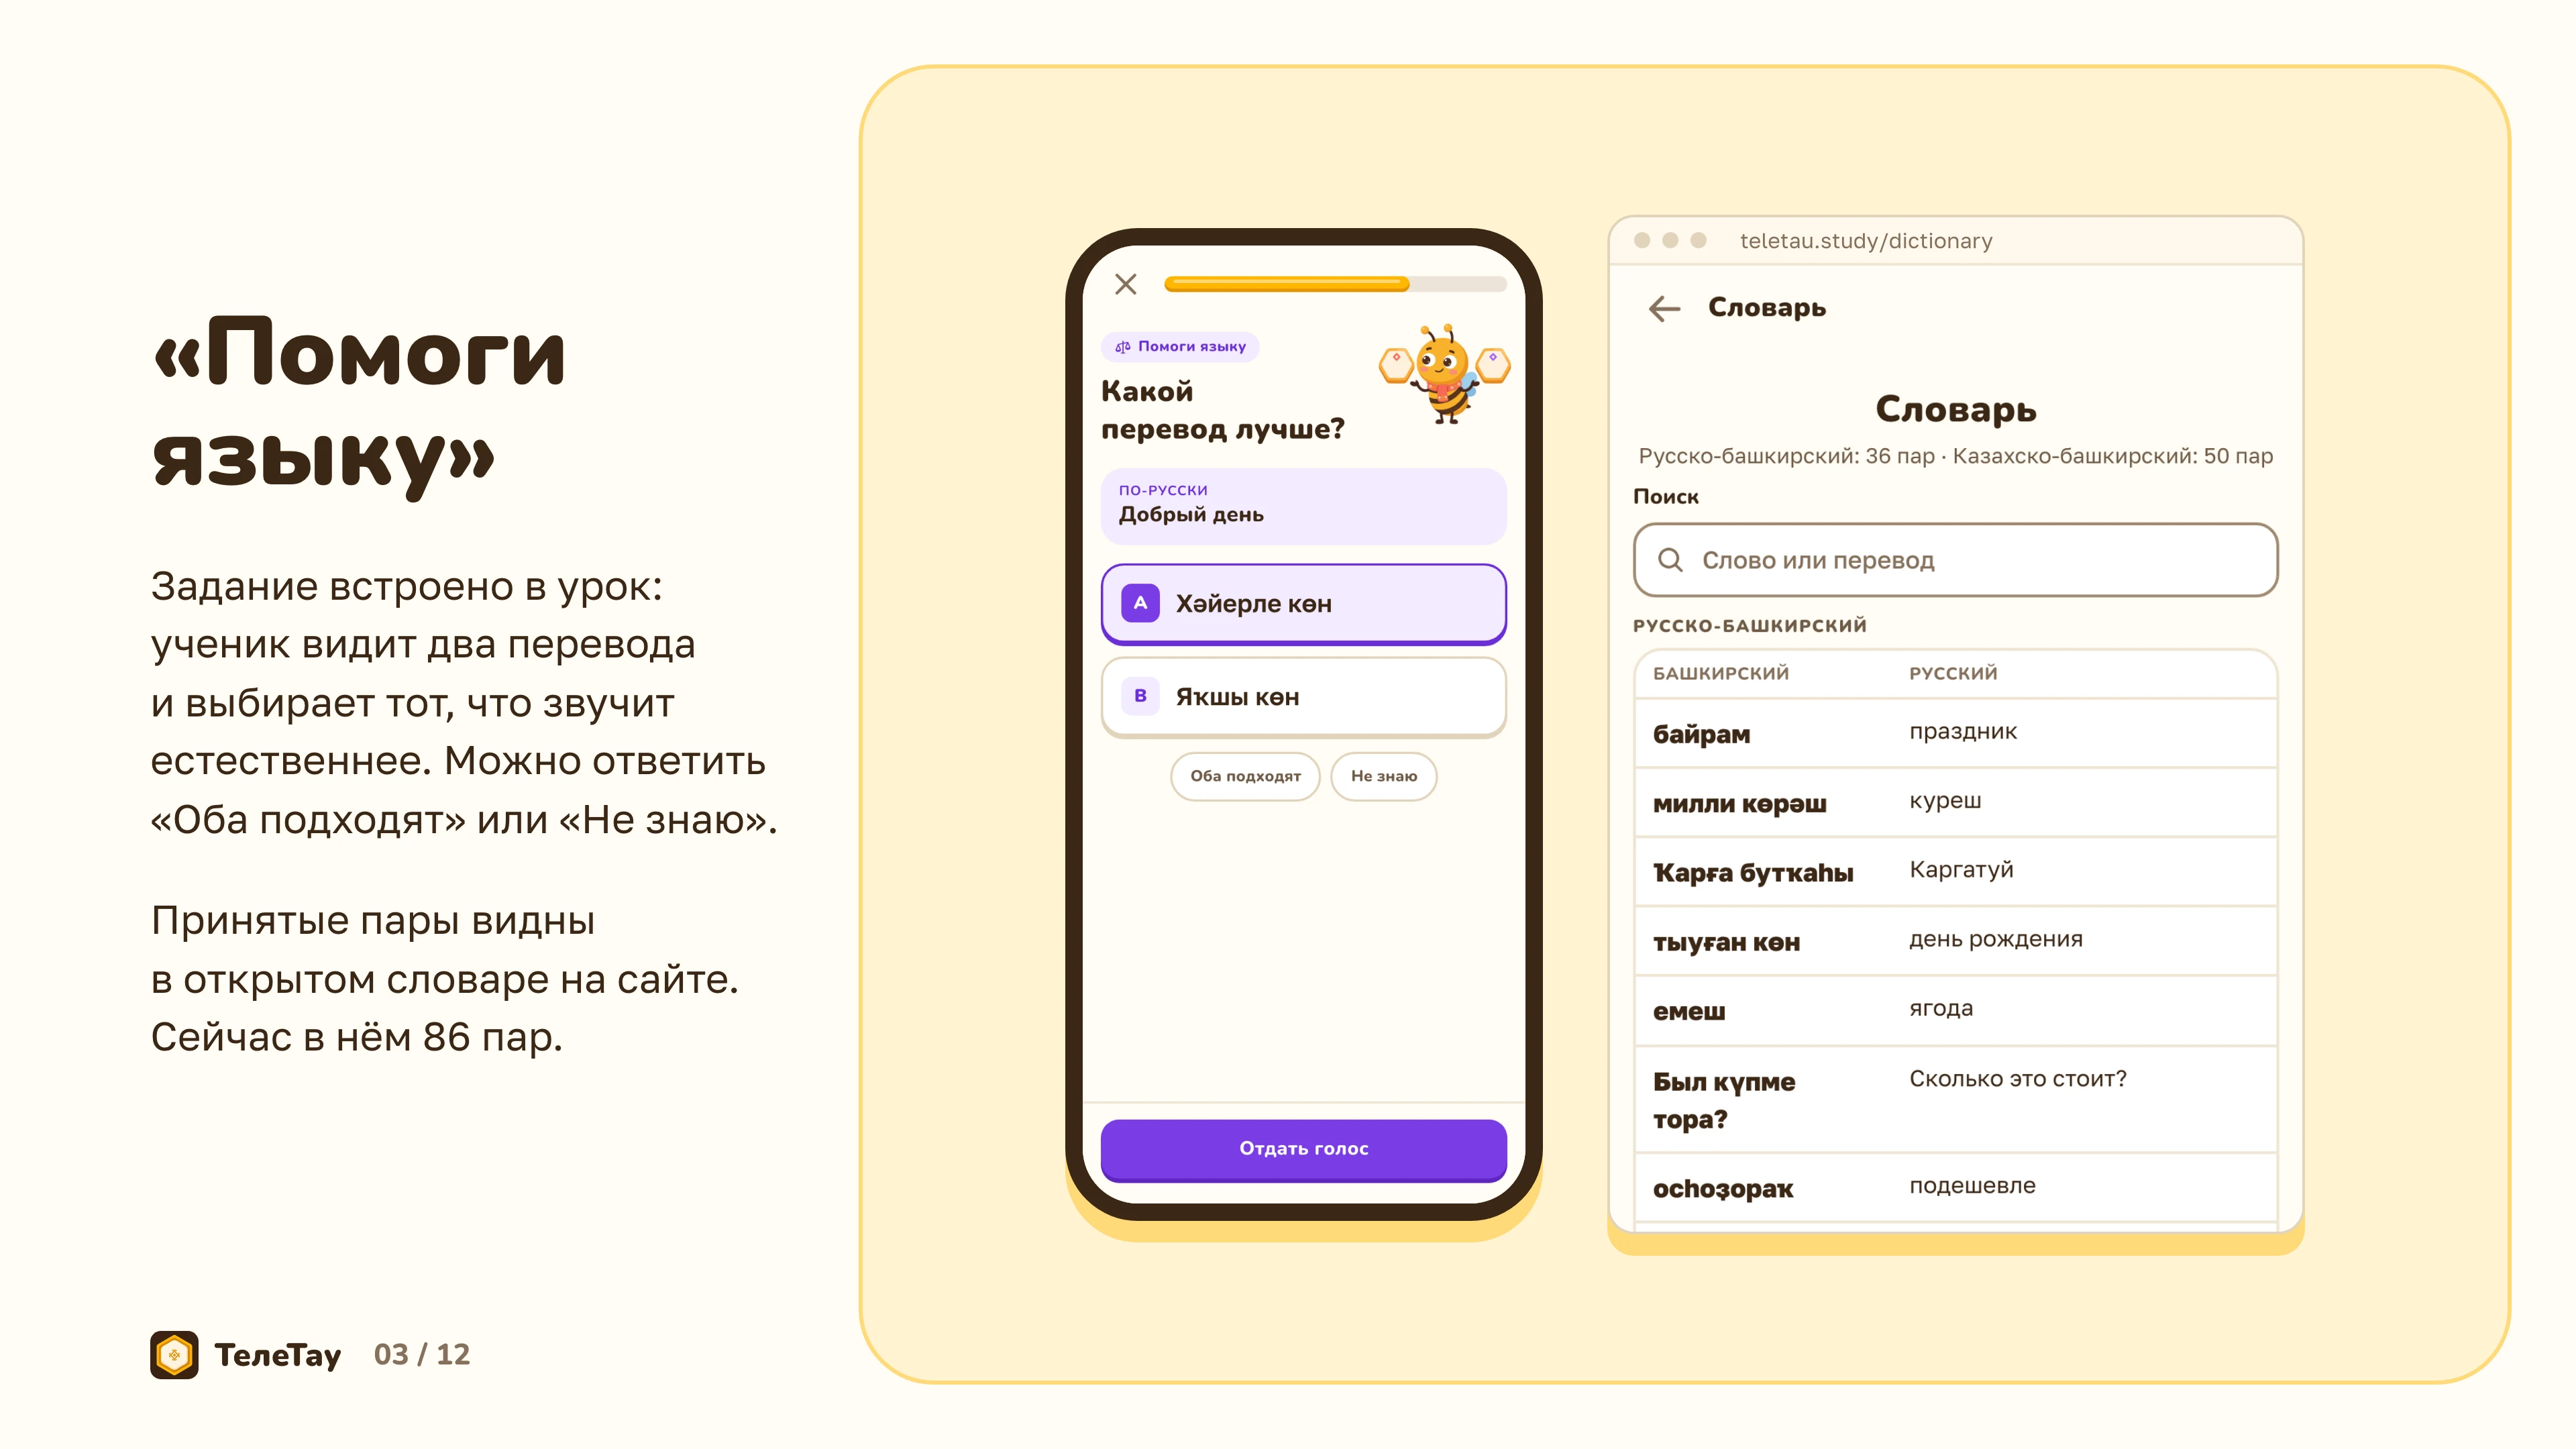 «Помоги
языку»
Задание встроено в урок:
ученик видит два перевода
и выбирает тот, что звучит
естественнее. Можно ответить
«Оба подходят» или «Не знаю».
Принятые пары видны
в открытом словаре на сайте.
Сейчас в нём 86 пар.
ТелеТау 03 / 12
Помоги языку
Какой
перевод лучше?
ПО-РУССКИ
Добрый день
A Хәйерле көн
B Яҡшы көн
Оба подходят Не знаю
Отдать голос
teletau.study/dictionary
Словарь
Словарь
Русско-башкирский: 36 пар · Казахско-башкирский: 50 пар
Поиск
Слово или перевод
РУССКО-БАШКИРСКИЙ
БАШКИРСКИЙ РУССКИЙ
байрам праздник
милли көрәш куреш
Ҡарға бутҡаһы Каргатуй
тыуған көн день рождения
емеш ягода
Был күпме Сколько это стоит?
тора?
осһоҙораҡ подешевле